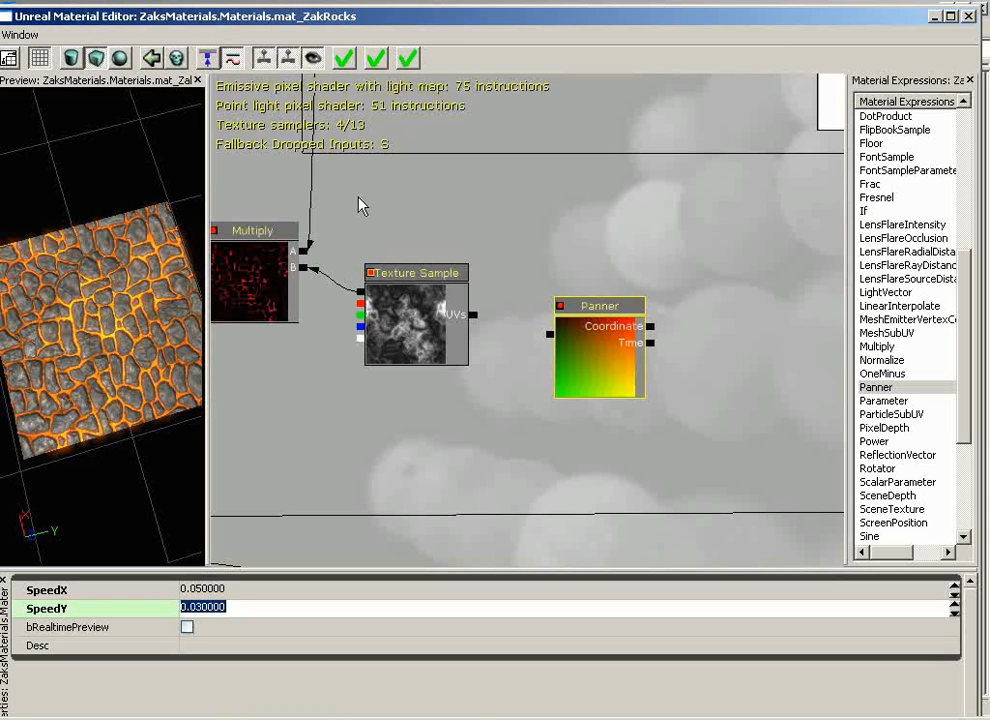 Unreal Material Editor: ZaksMaterials.Materials.mat_ZakRocks
Window
Preview: ZaksMaterials.Materials.mat_Zal
Emissive pixel shader with light map: 75 instructions
Point light pixel shader: 51 instructions
Texture samplers: 4/13
Fallback Dropped Inputs: S
Multiply
A
B
Texture Sample
UVs
Panner
Coordinate
Time
Material Expressions: Za
Material Expressions
DotProduct
FlipBookSample
Floor
FontSample
FontSampleParamete
Frac
Fresnel
If
LensFlareIntensity
LensFlareOcclusion
LensFlareRadialDista
LensFlareRayDistanc
LensFlareSourceDista
LightVector
LinearInterpolate
MeshEmitterVertexCo
MeshSubUV
Multiply
Normalize
OneMinus
Panner
Parameter
ParticleSubUV
PixelDepth
Power
ReflectionVector
Rotator
ScalarParameter
SceneDepth
SceneTexture
ScreenPosition
Sine
X
Y
SpeedX 0.050000
SpeedY 0.030000
bRealtimePreview
Desc
erties: ZaksMaterials.Mater